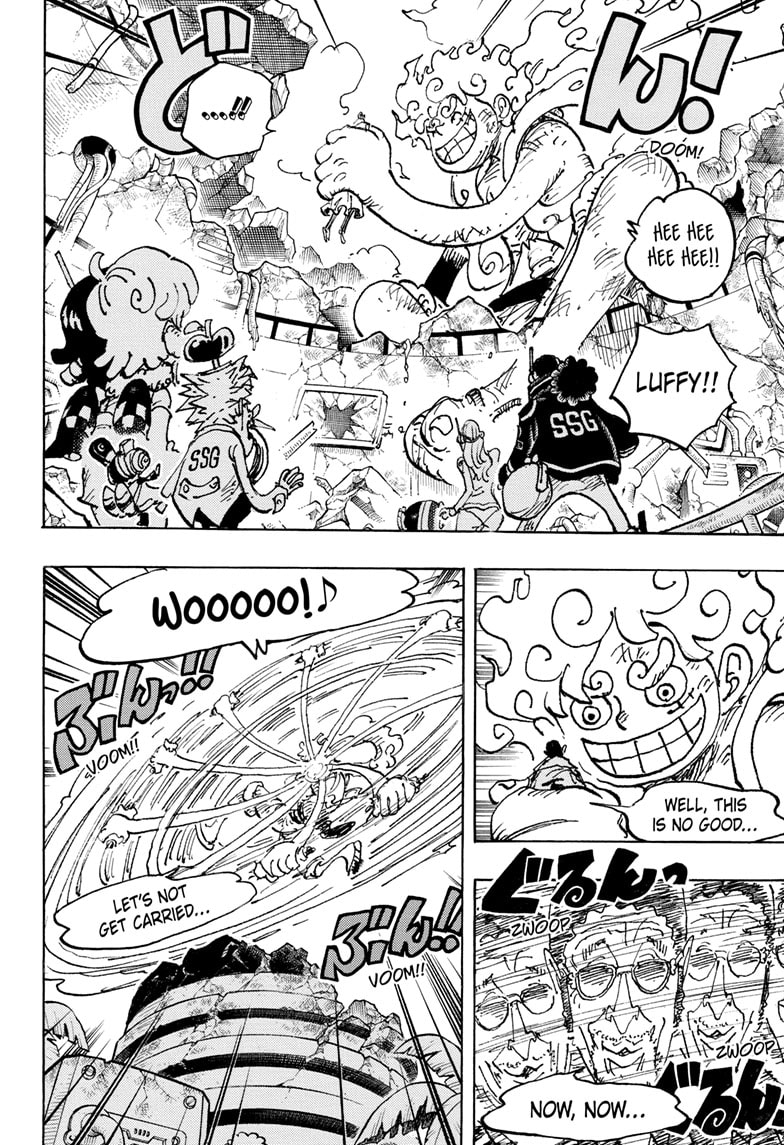 どん!
DOOM!
....!!
HEE HEE
HEE HEE!!
LUFFY!!
SSG
SSG
WELL, THIS
IS NO GOOD...
WOOOOO!♪
ぶんっ!!
VOOM!!
LET'S NOT
GET CARRIED...
ぶん!!
VOOM!!
ぐるんっ
ZWOOP
ZWOOP
ぐるん
NOW, NOW...